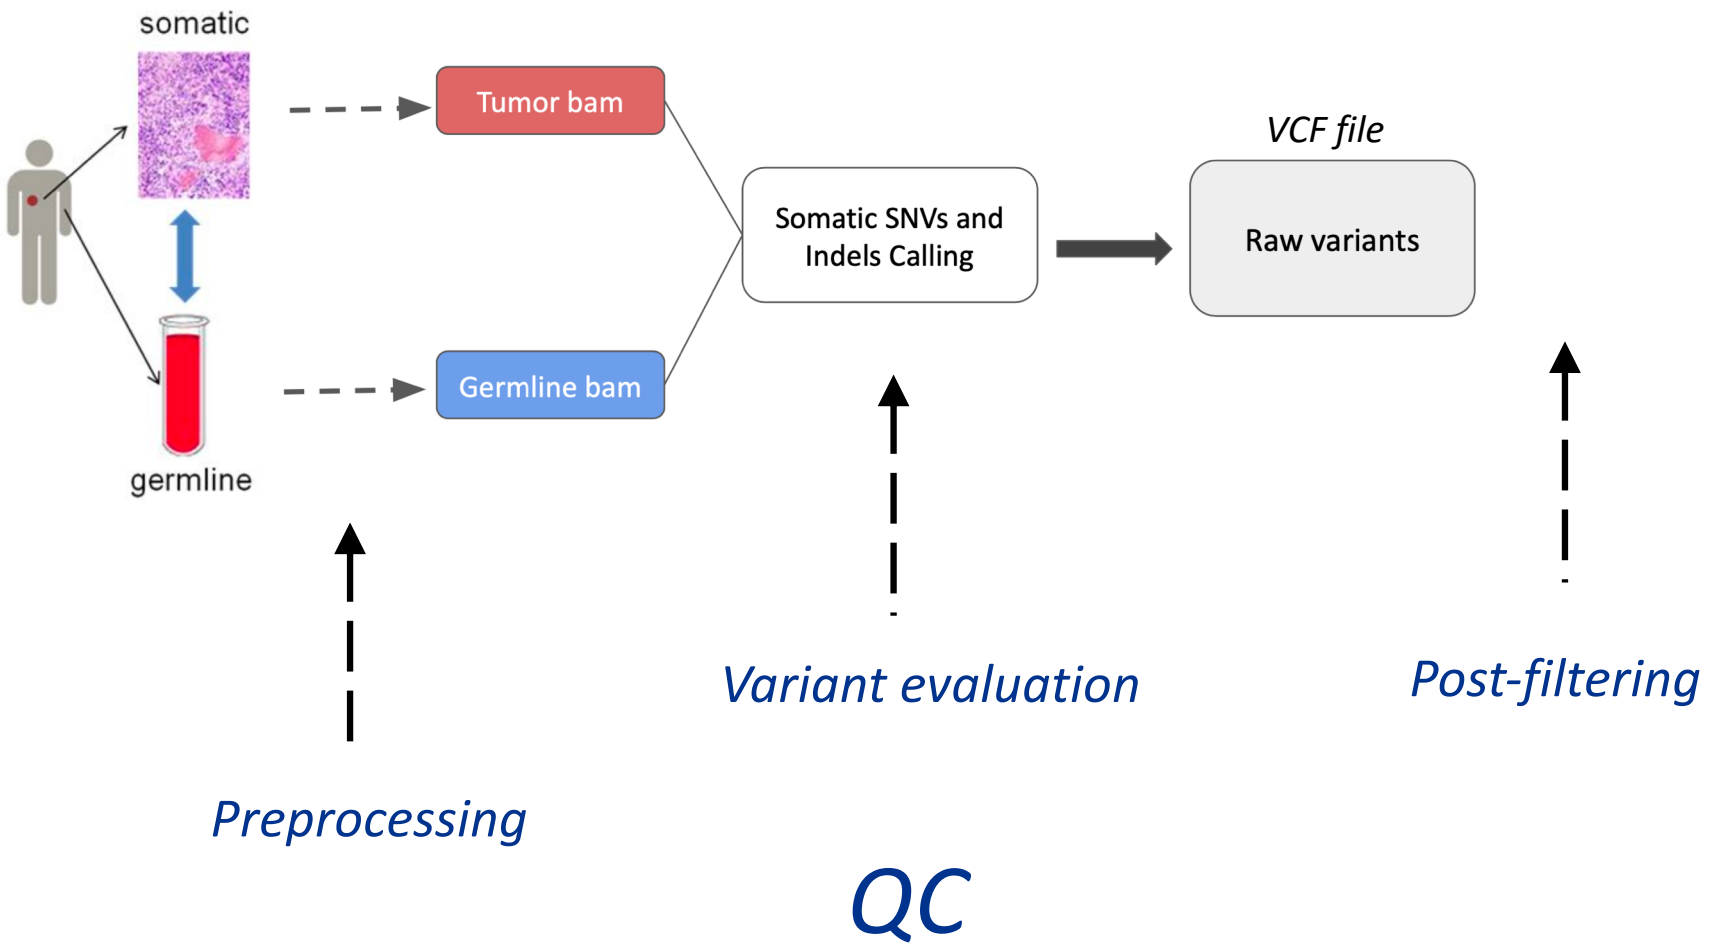 somatic
Tumor bam
VCF file
Somatic SNVs and
Indels Calling
Raw variants
Germline bam
germline
Variant evaluation
Post-filtering
Preprocessing
QC